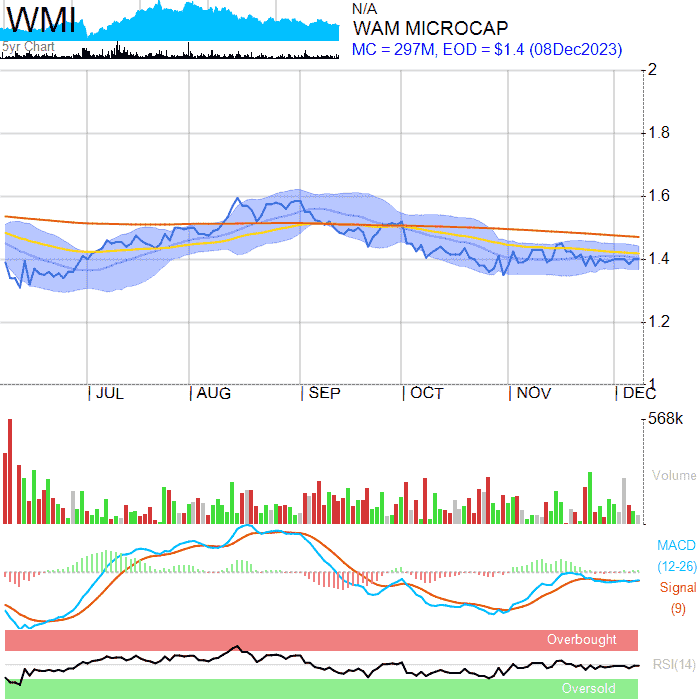 WMI
5yr Chart
N/A
WAM MICROCAP
MC = 297M, EOD = $1.4 (08Dec2023)
2
1.8
1.6
1.4
1.2
1
JUL AUG SEP OCT NOV DEC
568k
Volume
MACD
(12-26)
Signal
(9)
Overbought
RSI(14)
Oversold